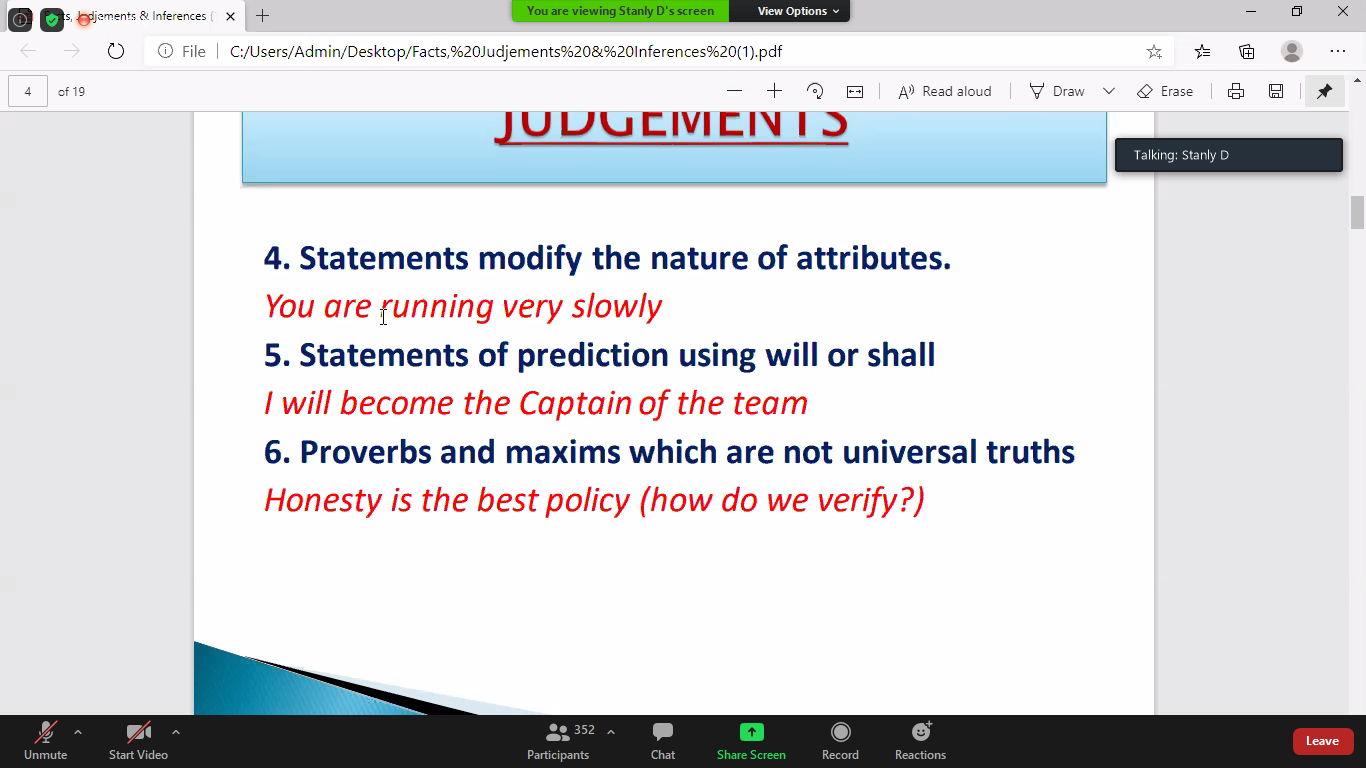 Facts, Judjements & Inferences (
You are viewing Stanly D's screen
View Options
File
C:/Users/Admin/Desktop/Facts,%20Judjements%20&%20Inferences%20(1).pdf
4 of 19
Read aloud
Draw
Erase
JUDGEMENTS
Talking: Stanly D
4. Statements modify the nature of attributes.
You are running very slowly
5. Statements of prediction using will or shall
I will become the Captain of the team
6. Proverbs and maxims which are not universal truths
Honesty is the best policy (how do we verify?)
Unmute
Start Video
352
Participants
Chat
Share Screen
Record
Reactions
Leave